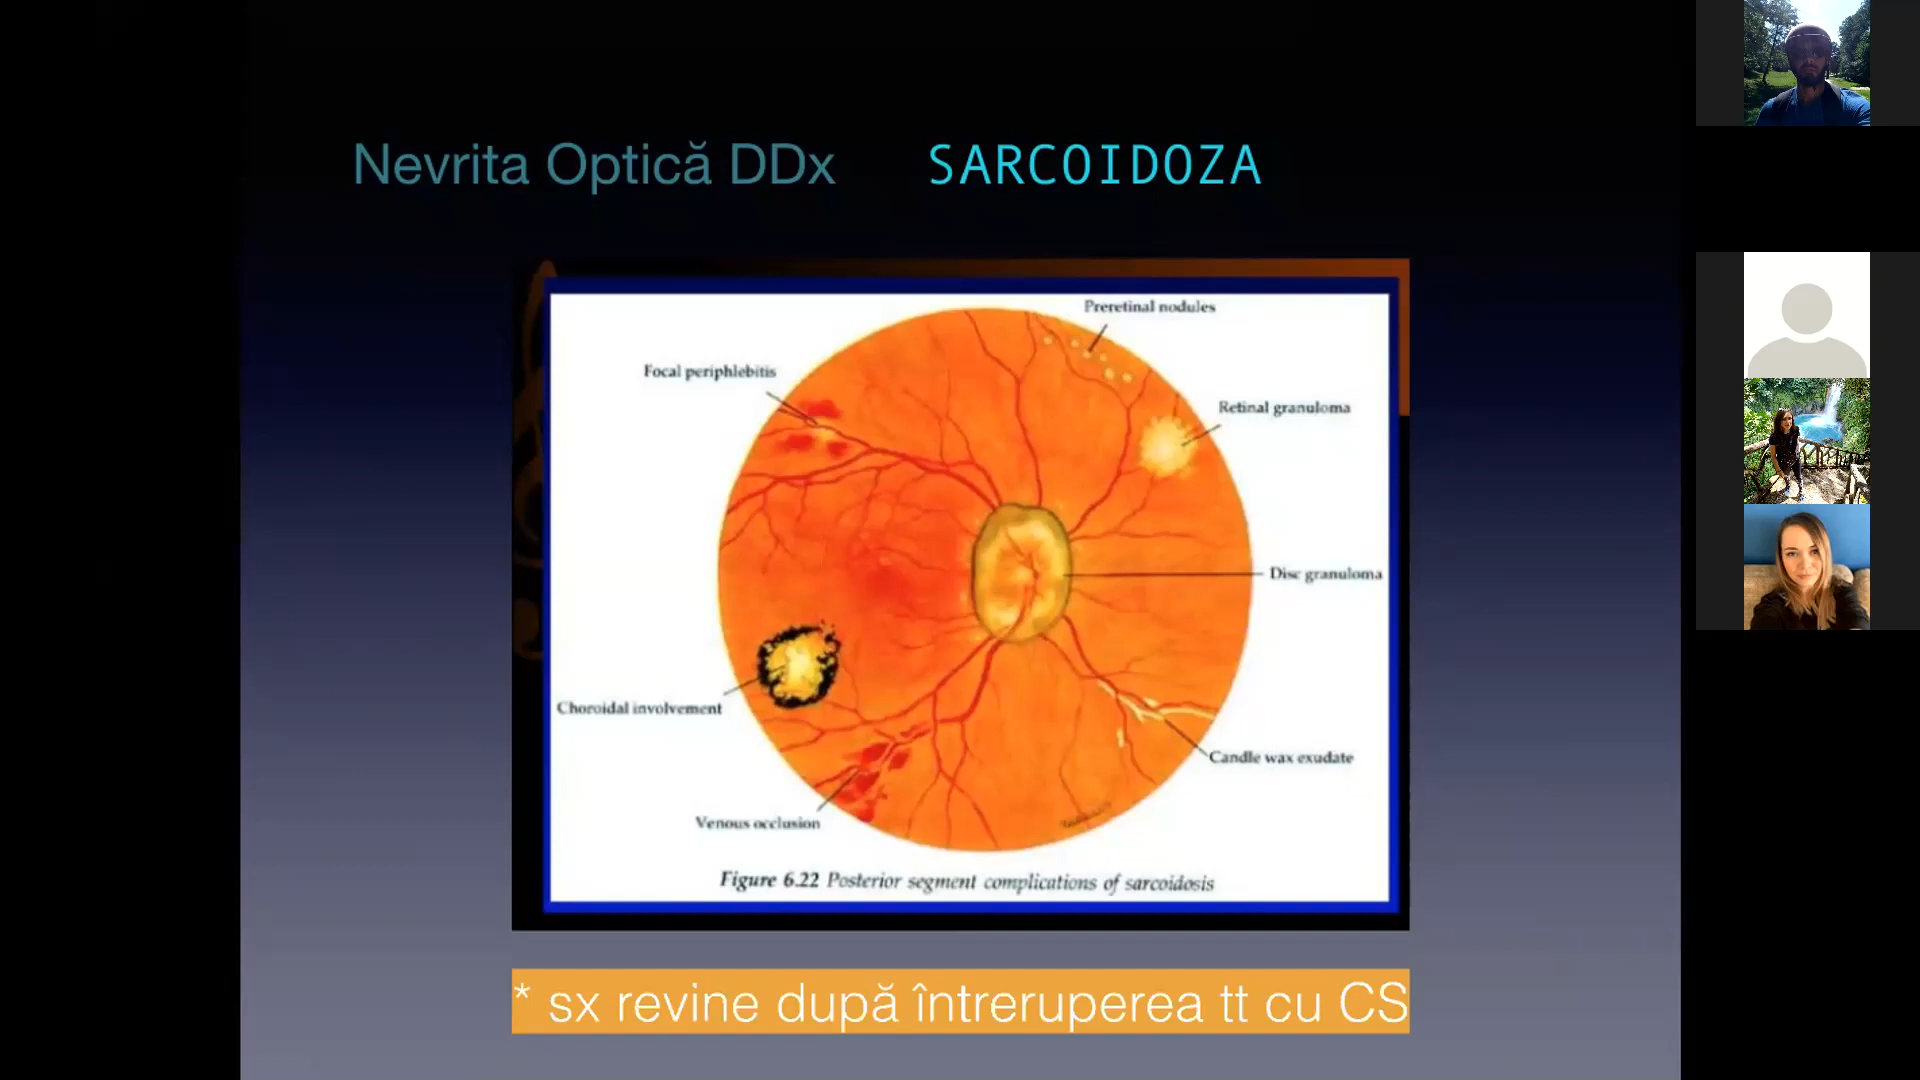 Nevrita Optică DDx SARCOIDOZA
Preretinal nodules
Focal periphlebitis
Retinal granuloma
Disc granuloma
Choroidal involvement
Candle wax exudate
Venous occlusion
Figure 6.22 Posterior segment complications of sarcoidosis
* sx revine după întreruperea tt cu CS